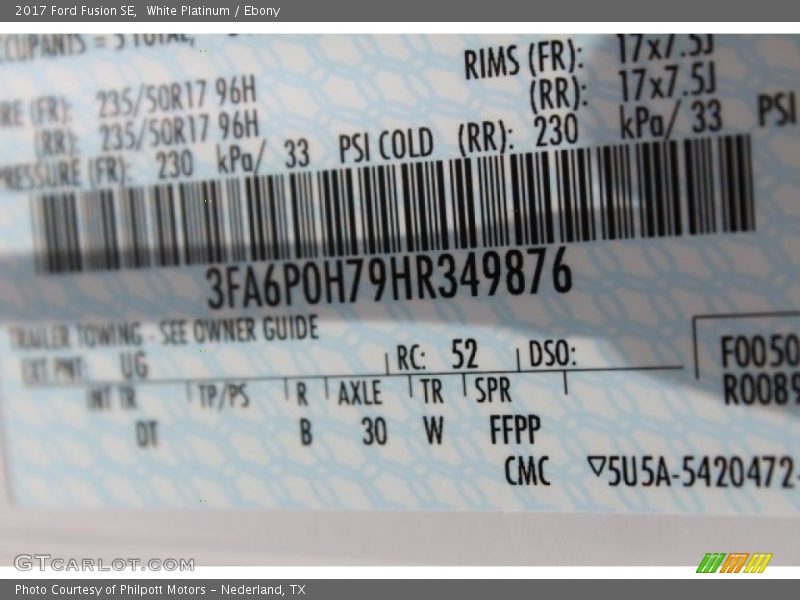 2017 Ford Fusion SE,  White Platinum / Ebony
= 5 TOTAL,
RIMS (FR): 17x7.5J
(RR): 17x7.5J
(FR): 235/50R17 96H
(RR): 235/50R17 96H
PRESSURE (FR): 230 kPa/ 33 PSI COLD (RR): 230 kPa/ 33 PSI
3FA6P0H79HR349876
TRAILER TOWING - SEE OWNER GUIDE
EXT PNT: UG RC: 52 DSO:
F0050
R0089
INT TR TP/PS R AXLE TR SPR
DT B 30 W FFPP
CMC ▽5U5A-5420472-
GTCARLOT.COM
Photo Courtesy of Philpott Motors - Nederland, TX